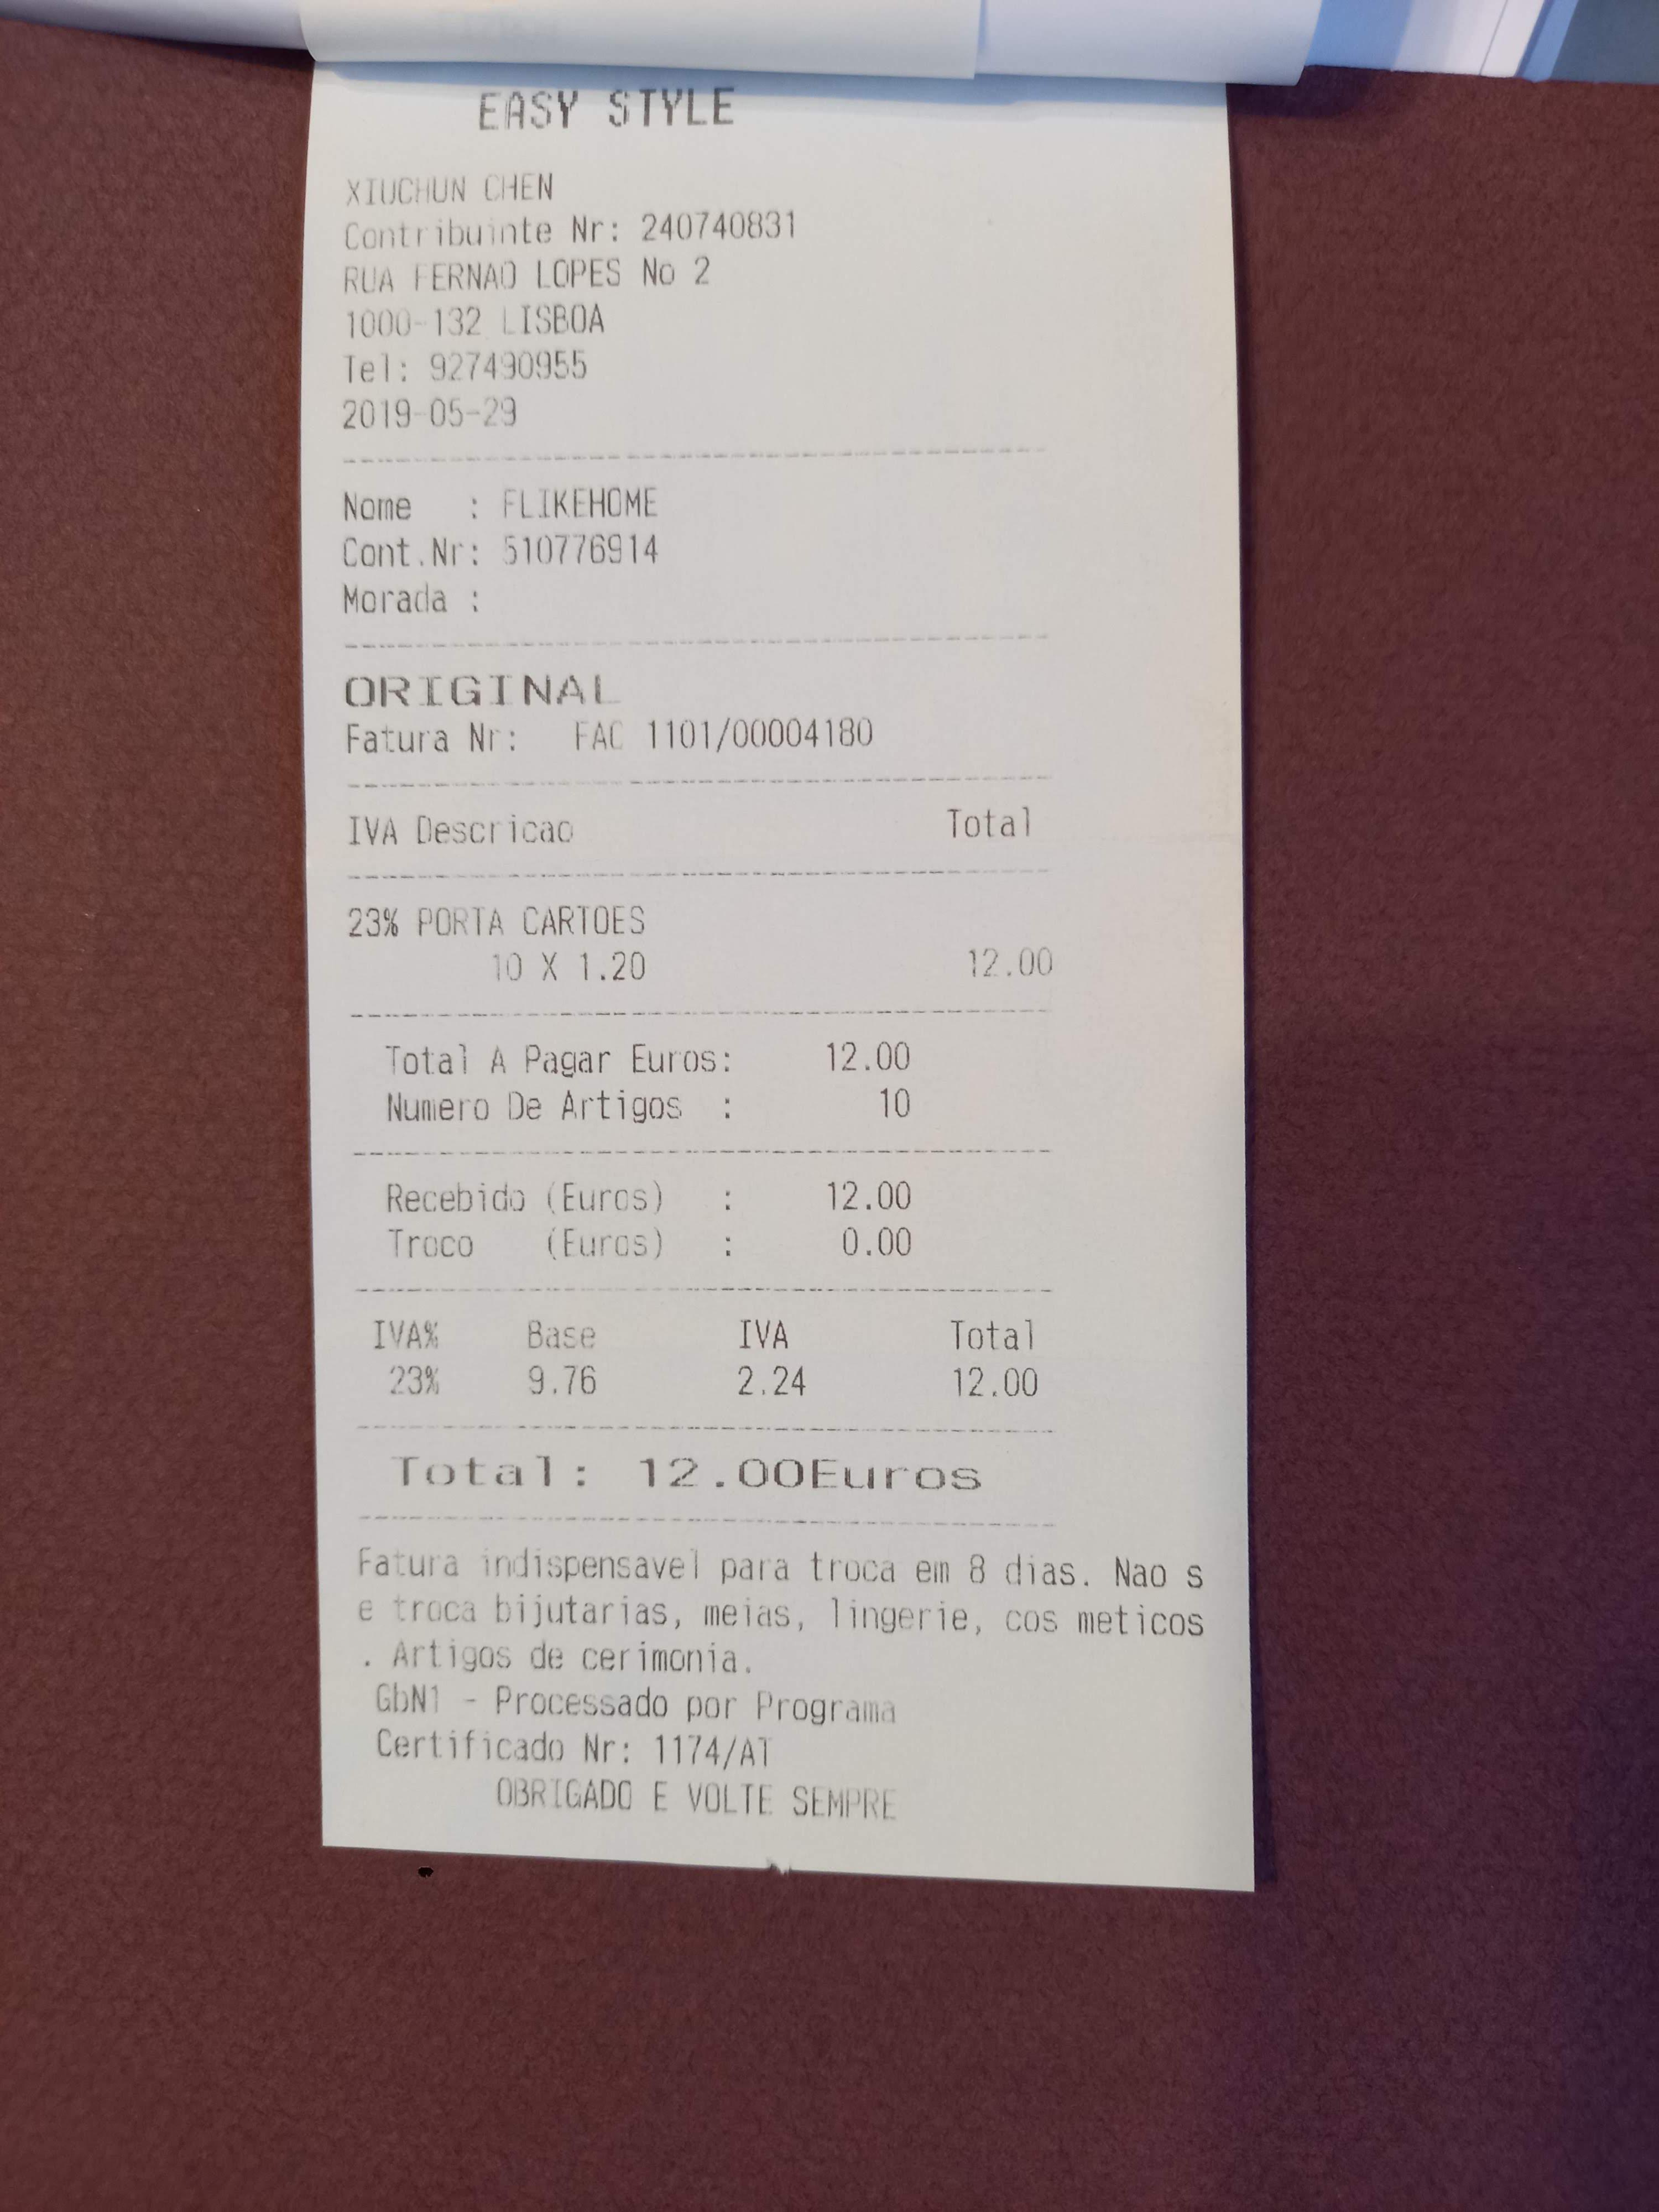 EASY STYLE
XIUCHUN CHEN
Contribuinte Nr: 240740831
RUA FERNAO LOPES No 2
1000-132 LISBOA
Tel: 927490955
2019-05-29
Nome : FLIKEHOME
Cont.Nr: 510776914
Morada :
ORIGINAL
Fatura Nr: FAC 1101/00004180
IVA Descricao Total
23% PORTA CARTOES
10 X 1.20 12.00
Total A Pagar Euros: 12.00
Numero De Artigos : 10
Recebido (Euros) : 12.00
Troco (Euros) : 0.00
IVA% Base IVA Total
23% 9.76 2.24 12.00
Total: 12.00Euros
Fatura indispensavel para troca em 8 dias. Nao s
e troca bijutarias, meias, lingerie, cos meticos
. Artigos de cerimonia.
GbN1 - Processado por Programa
Certificado Nr: 1174/AT
OBRIGADO E VOLTE SEMPRE